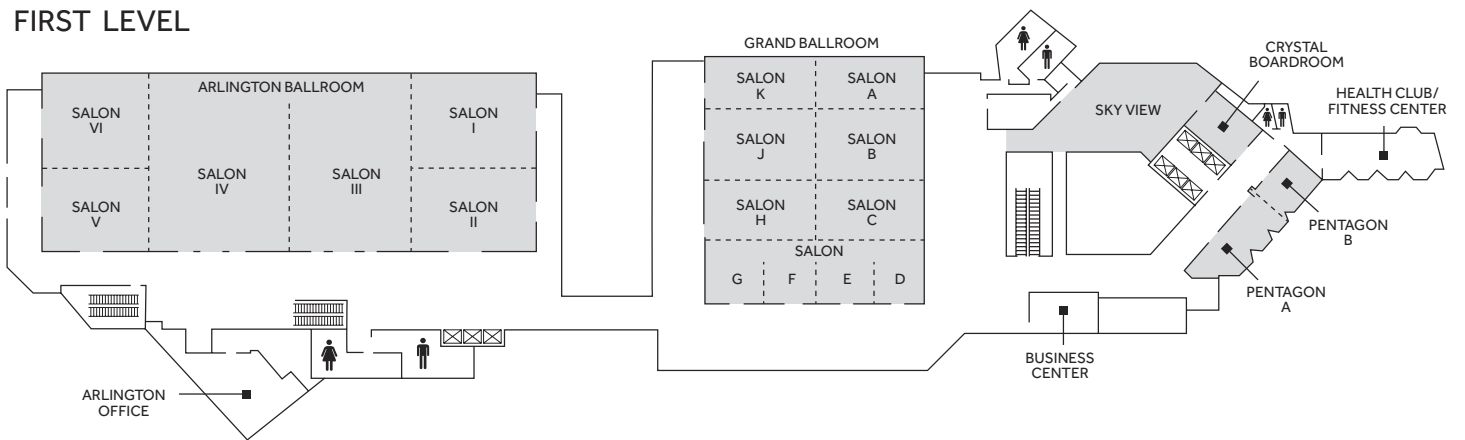 FIRST LEVEL
ARLINGTON BALLROOM
SALON
VI
SALON
V
SALON
IV
SALON
III
SALON
I
SALON
II
ARLINGTON
OFFICE
GRAND BALLROOM
SALON
K
SALON
A
SALON
J
SALON
B
SALON
H
SALON
C
SALON
G F E D
SKY VIEW
CRYSTAL
BOARDROOM
HEALTH CLUB/
FITNESS CENTER
PENTAGON
B
PENTAGON
A
BUSINESS
CENTER